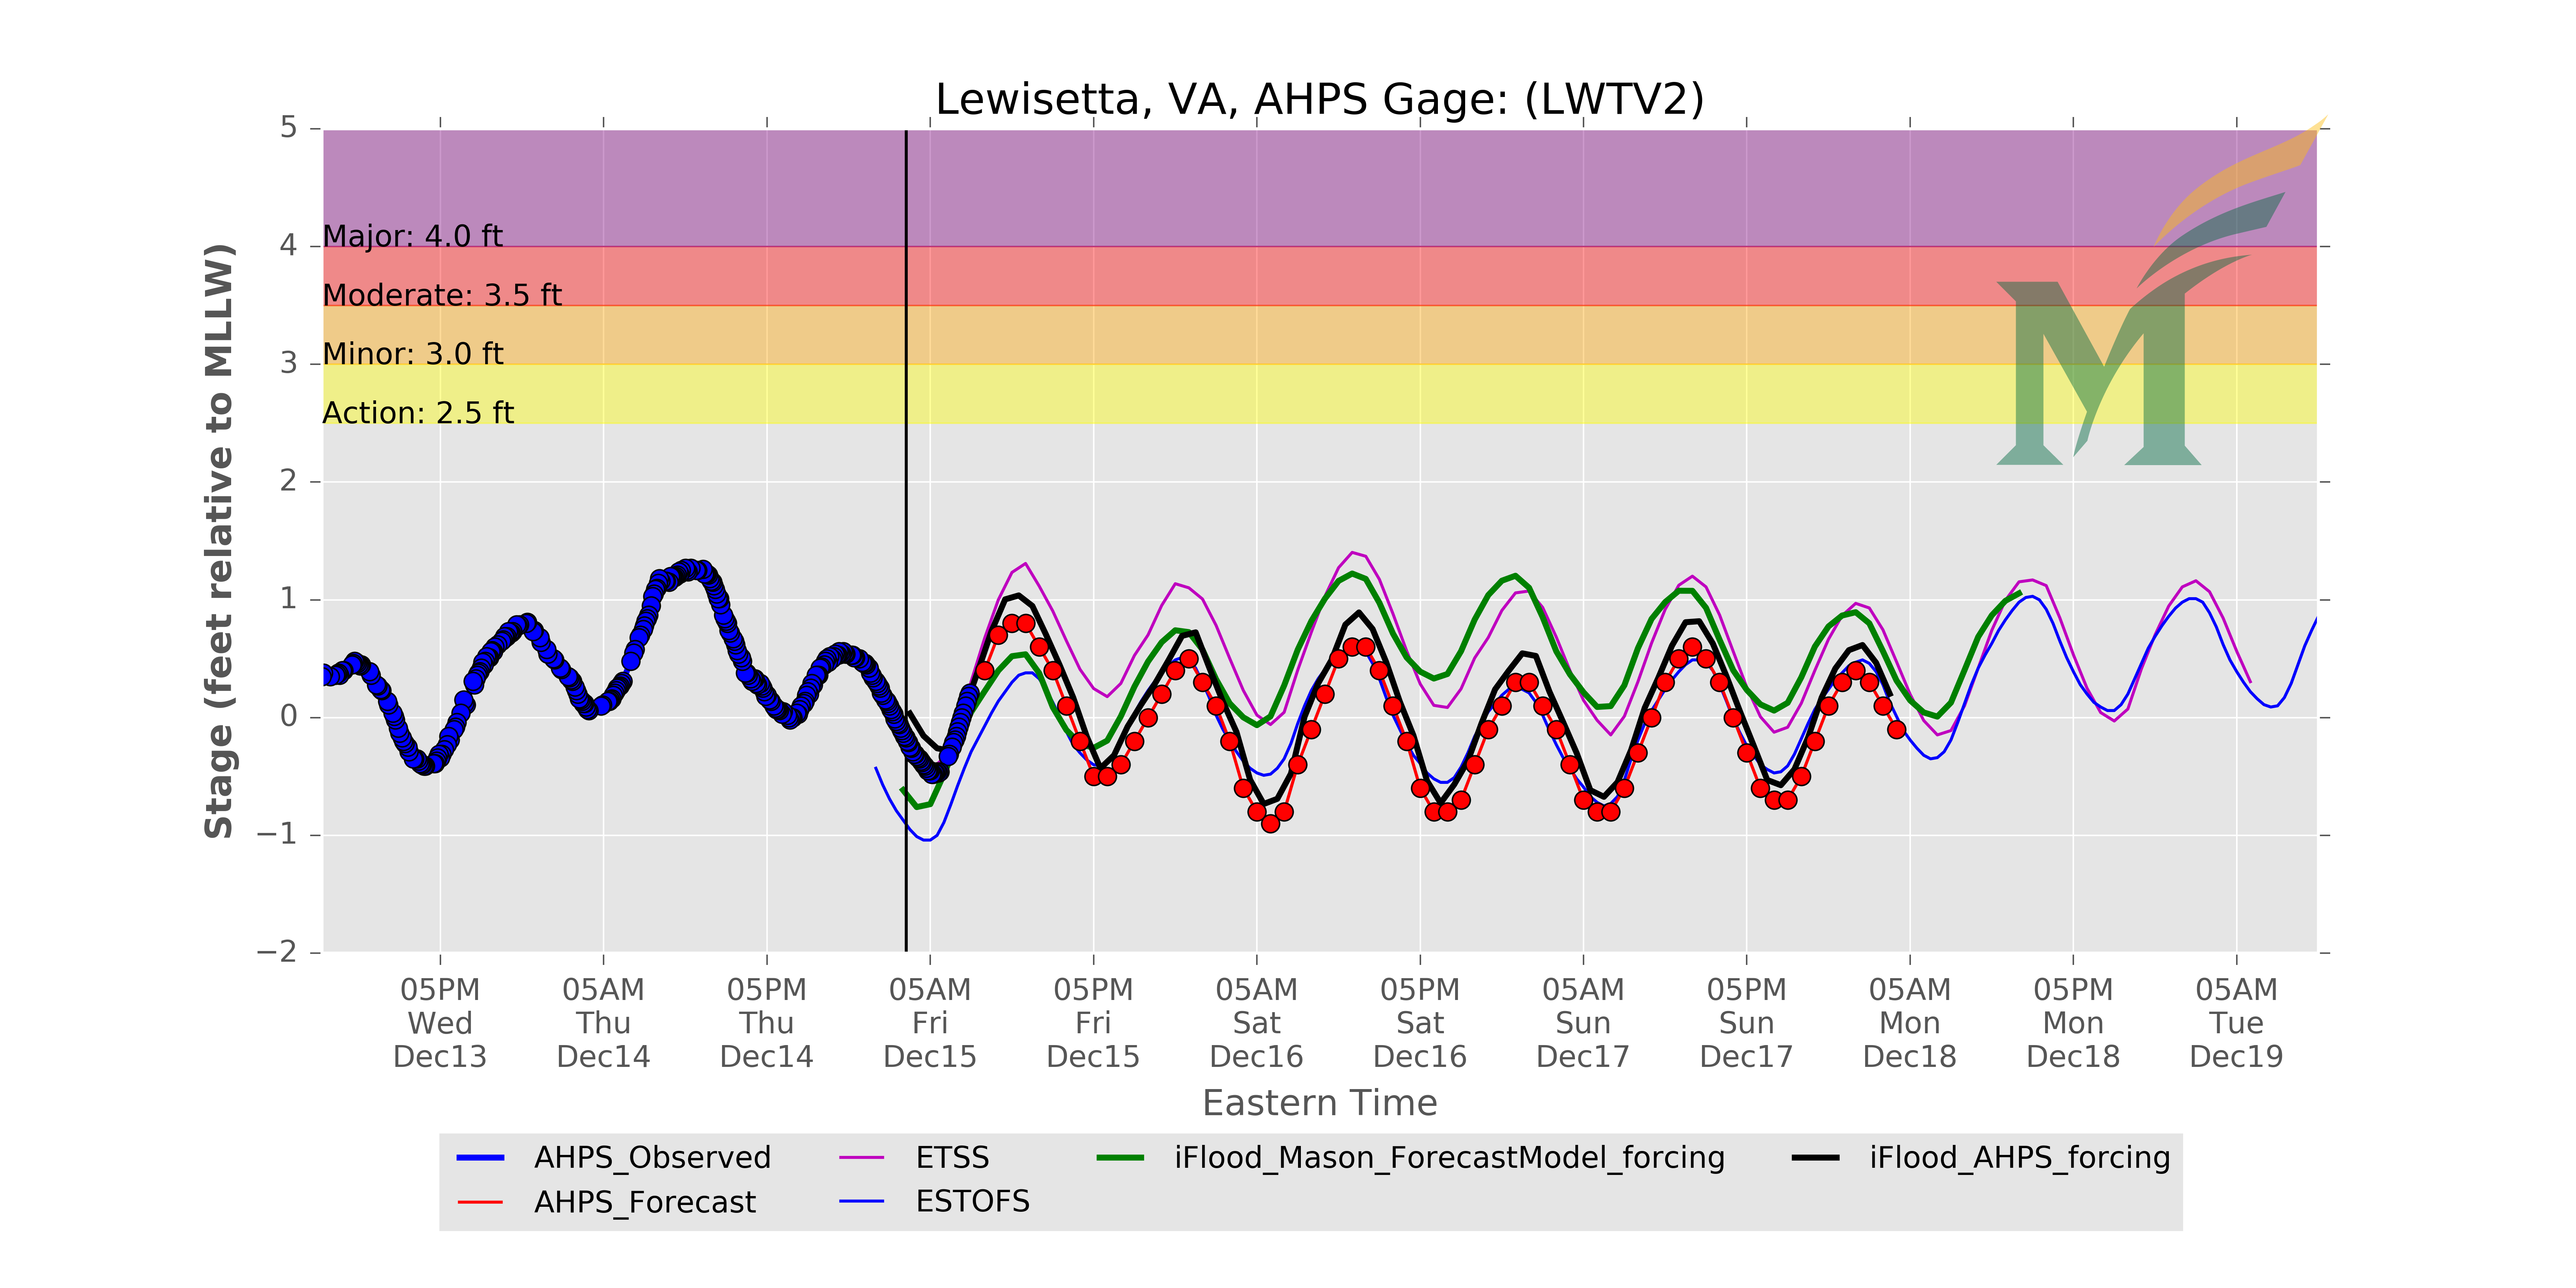 Lewisetta, VA, AHPS Gage: (LWTV2)
Stage (feet relative to MLLW)
5
4
3
2
1
0
−1
−2
Major: 4.0 ft
Moderate: 3.5 ft
Minor: 3.0 ft
Action: 2.5 ft
M
05PM 05AM 05PM 05AM 05PM 05AM 05PM 05AM 05PM 05AM 05PM 05AM
Wed Thu Thu Fri Fri Sat Sat Sun Sun Mon Mon Tue
Dec13 Dec14 Dec14 Dec15 Dec15 Dec16 Dec16 Dec17 Dec17 Dec18 Dec18 Dec19
Eastern Time
AHPS_Observed ETSS iFlood_Mason_ForecastModel_forcing iFlood_AHPS_forcing
AHPS_Forecast ESTOFS